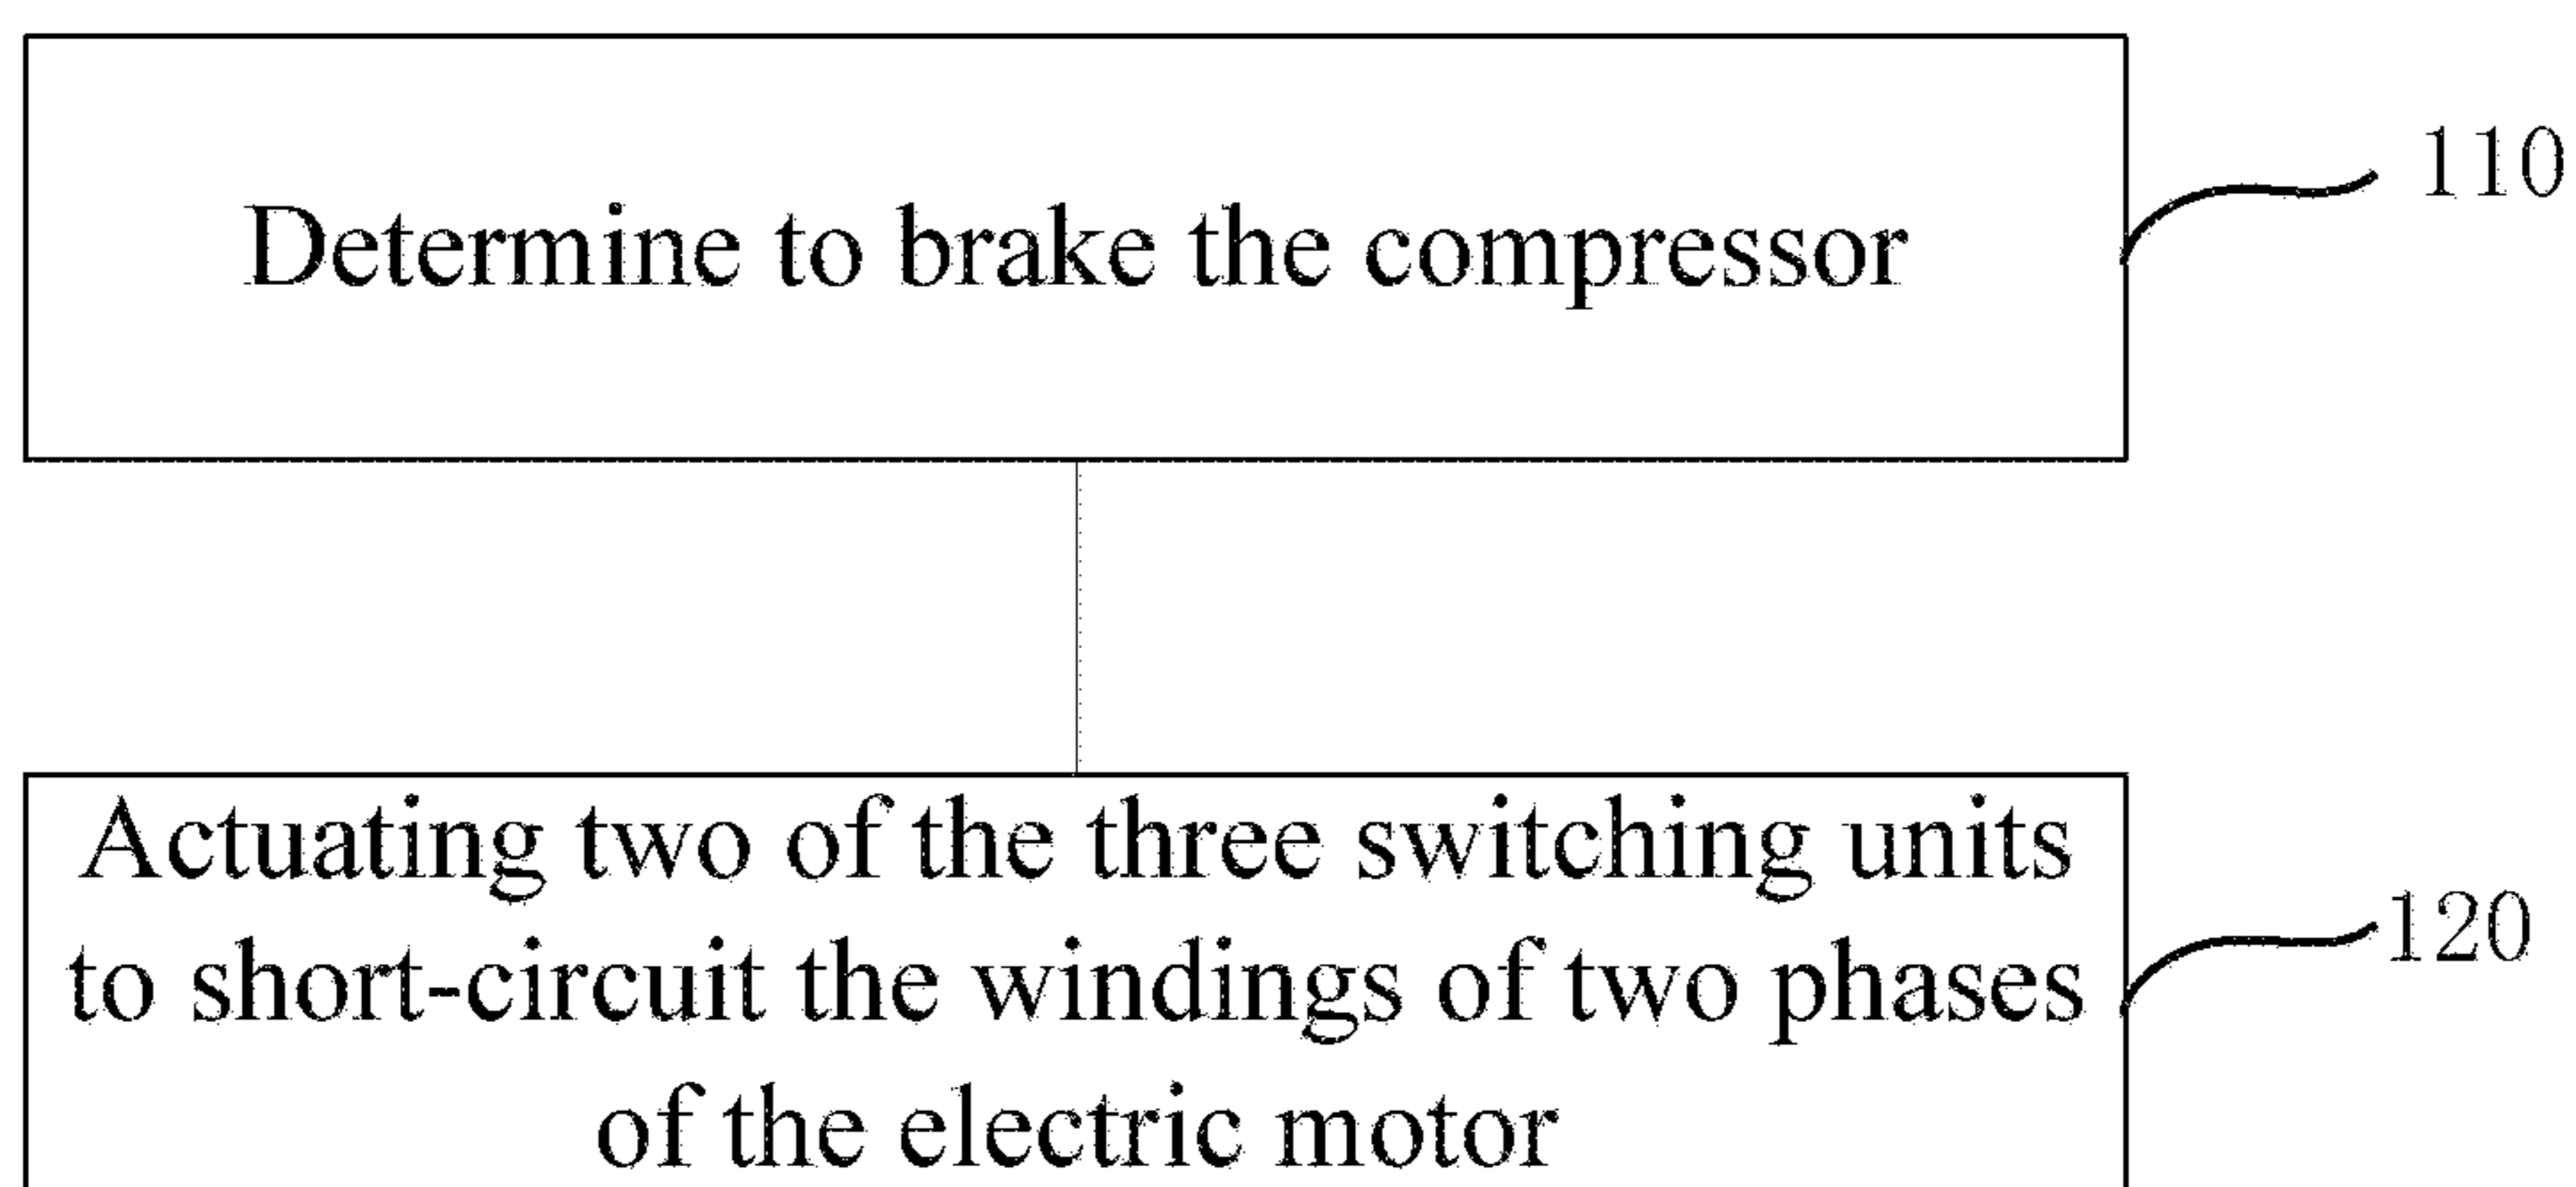 Determine to brake the compressor
110
Actuating two of the three switching units
to short-circuit the windings of two phases
of the electric motor
120